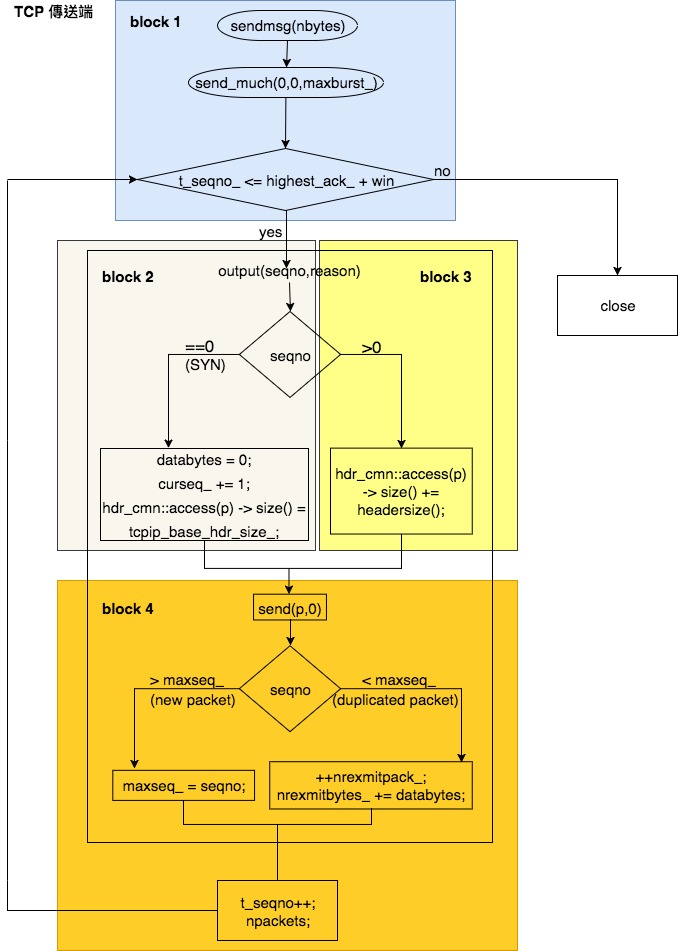 TCP 傳送端
block 1
sendmsg(nbytes)
send_much(0,0,maxburst_)
t_seqno_ <= highest_ack_ + win
no
yes
close
block 2
output(seqno,reason)
block 3
seqno
==0
(SYN)
>0
databytes = 0;
curseq_ += 1;
hdr_cmn::access(p) -> size() =
tcpip_base_hdr_size_;
hdr_cmn::access(p)
-> size() +=
headersize();
block 4
send(p,0)
seqno
> maxseq_
(new packet)
< maxseq_
(duplicated packet)
maxseq_ = seqno;
++nrexmitpack_;
nrexmitbytes_ += databytes;
t_seqno++;
npackets;